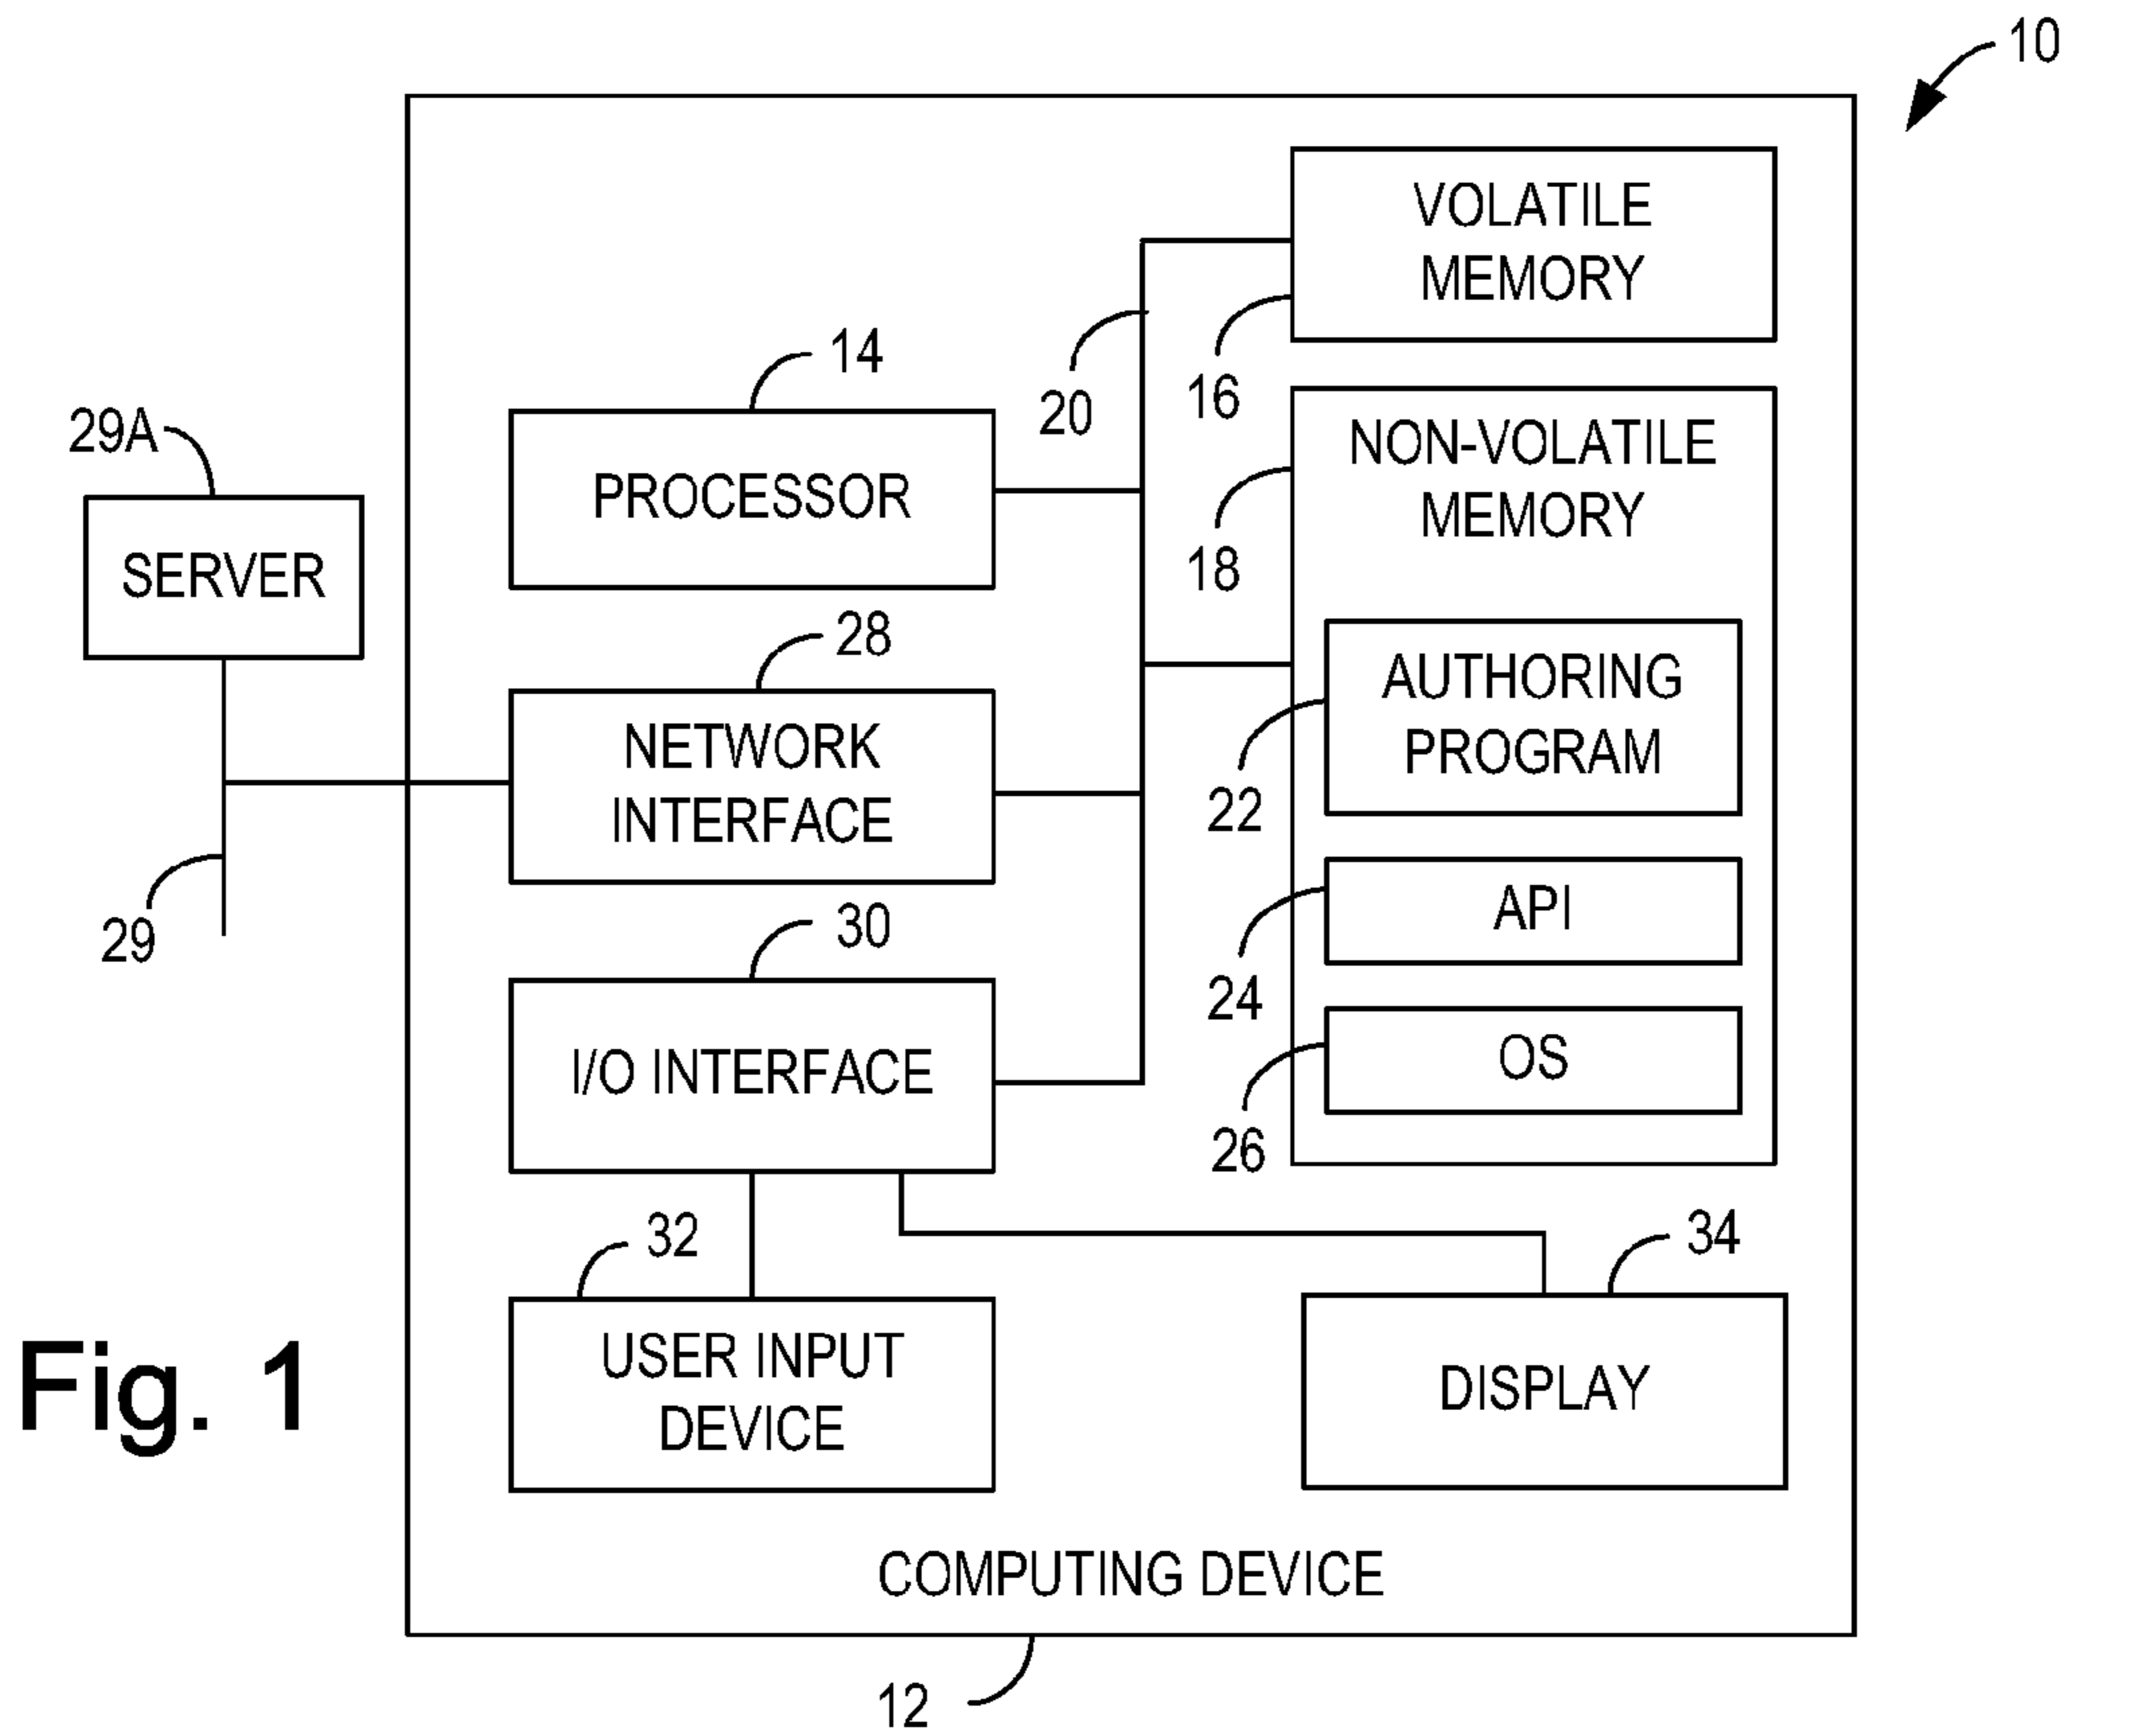 10
VOLATILE
MEMORY
14
20
16
29A
PROCESSOR
NON-VOLATILE
MEMORY
18
SERVER
28
NETWORK
INTERFACE
AUTHORING
PROGRAM
22
29
30
API
24
I/O INTERFACE
OS
26
32
34
USER INPUT
DEVICE
DISPLAY
Fig. 1
COMPUTING DEVICE
12